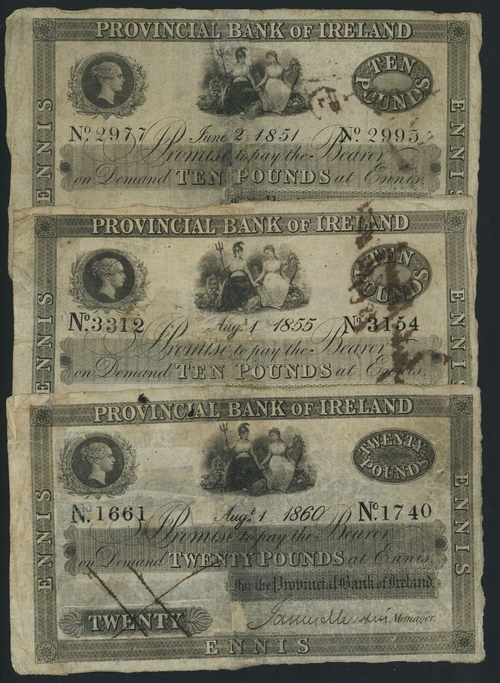 PROVINCIAL BANK OF IRELAND
TEN POUNDS
ENNIS
ENNIS
No. 2977 June 2 1851 No. 2995
Promise to pay the Bearer
on Demand TEN POUNDS at Ennis.
PROVINCIAL BANK OF IRELAND
TEN POUNDS
ENNIS
ENNIS
No. 3312 Augt. 1 1855 No. 3154
Promise to pay the Bearer
on Demand TEN POUNDS at Ennis.
PROVINCIAL BANK OF IRELAND
TWENTY POUNDS
ENNIS
ENNIS
No. 1661 Augt. 1 1860 No. 1740
Promise to pay the Bearer
on Demand TWENTY POUNDS at Ennis.
For the Provincial Bank of Ireland.
TWENTY
Manager.
ENNIS